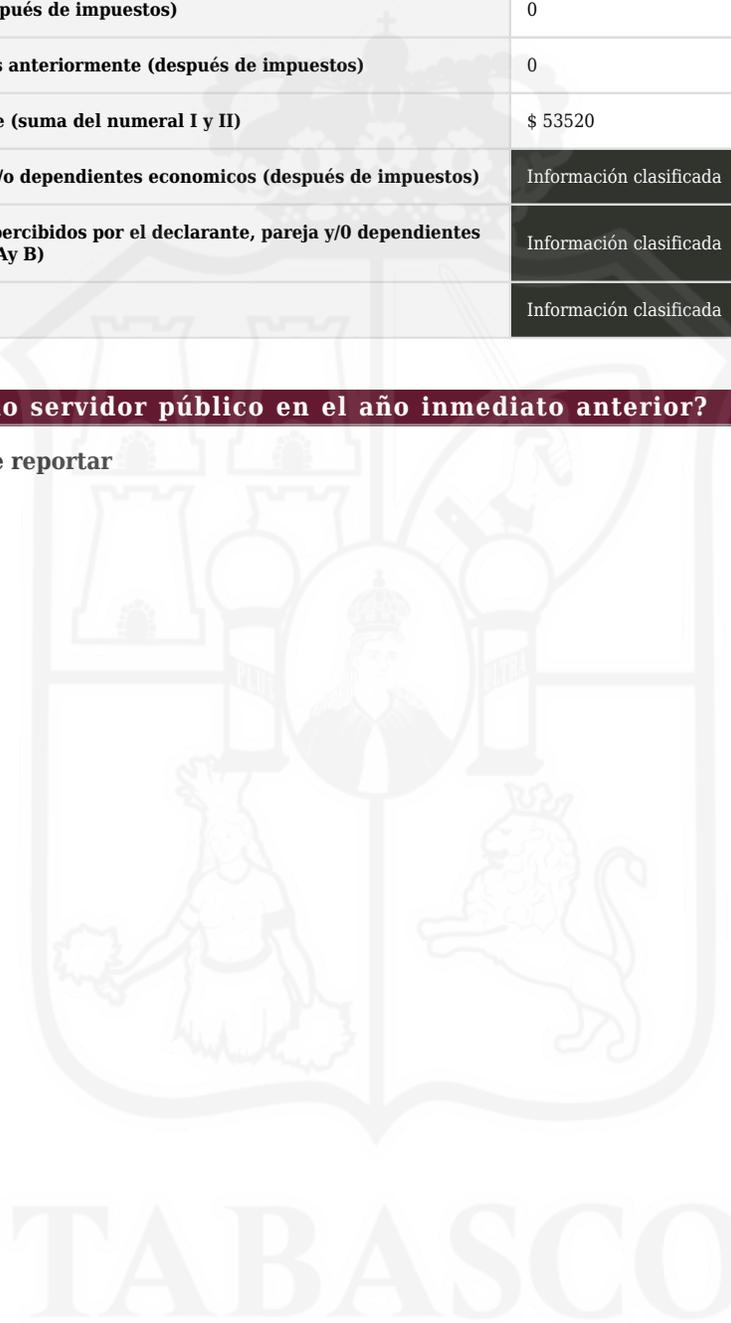 pués de impuestos) 0
s anteriormente (después de impuestos) 0
e (suma del numeral I y II) $ 53520
/o dependientes economicos (después de impuestos) Información clasificada
percibidos por el declarante, pareja y/0 dependientes
Ay B) Información clasificada
Información clasificada
o servidor público en el año inmediato anterior?
e reportar
PLUS
ULTRA
TABASCO